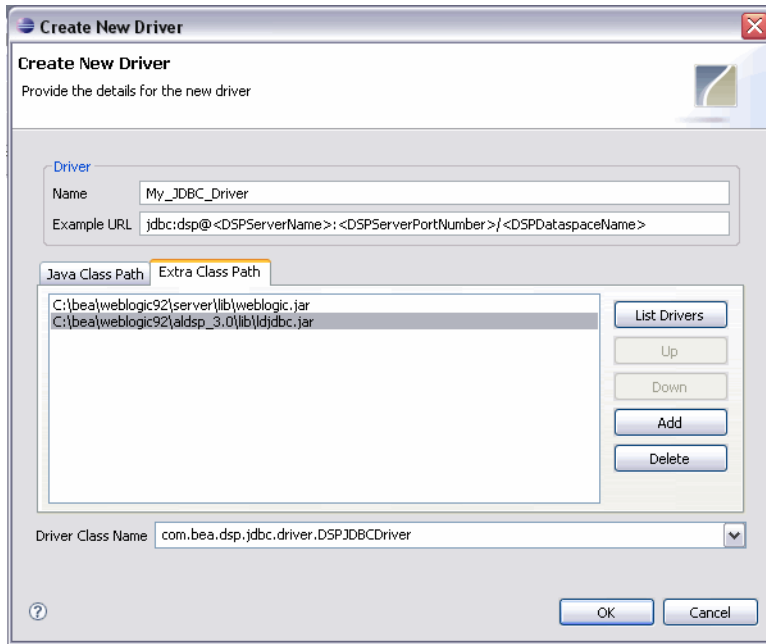 Create New Driver
Create New Driver
Provide the details for the new driver
Driver
Name My_JDBC_Driver
Example URL jdbc:dsp@<DSPServerName>:<DSPServerPortNumber>/<DSPDataspaceName>
Java Class Path Extra Class Path
C:\bea\weblogic92\server\lib\weblogic.jar
C:\bea\weblogic92\aldsp_3.0\lib\ldjdbc.jar
List Drivers
Up
Down
Add
Delete
Driver Class Name com.bea.dsp.jdbc.driver.DSPJDBCDriver
? OK Cancel